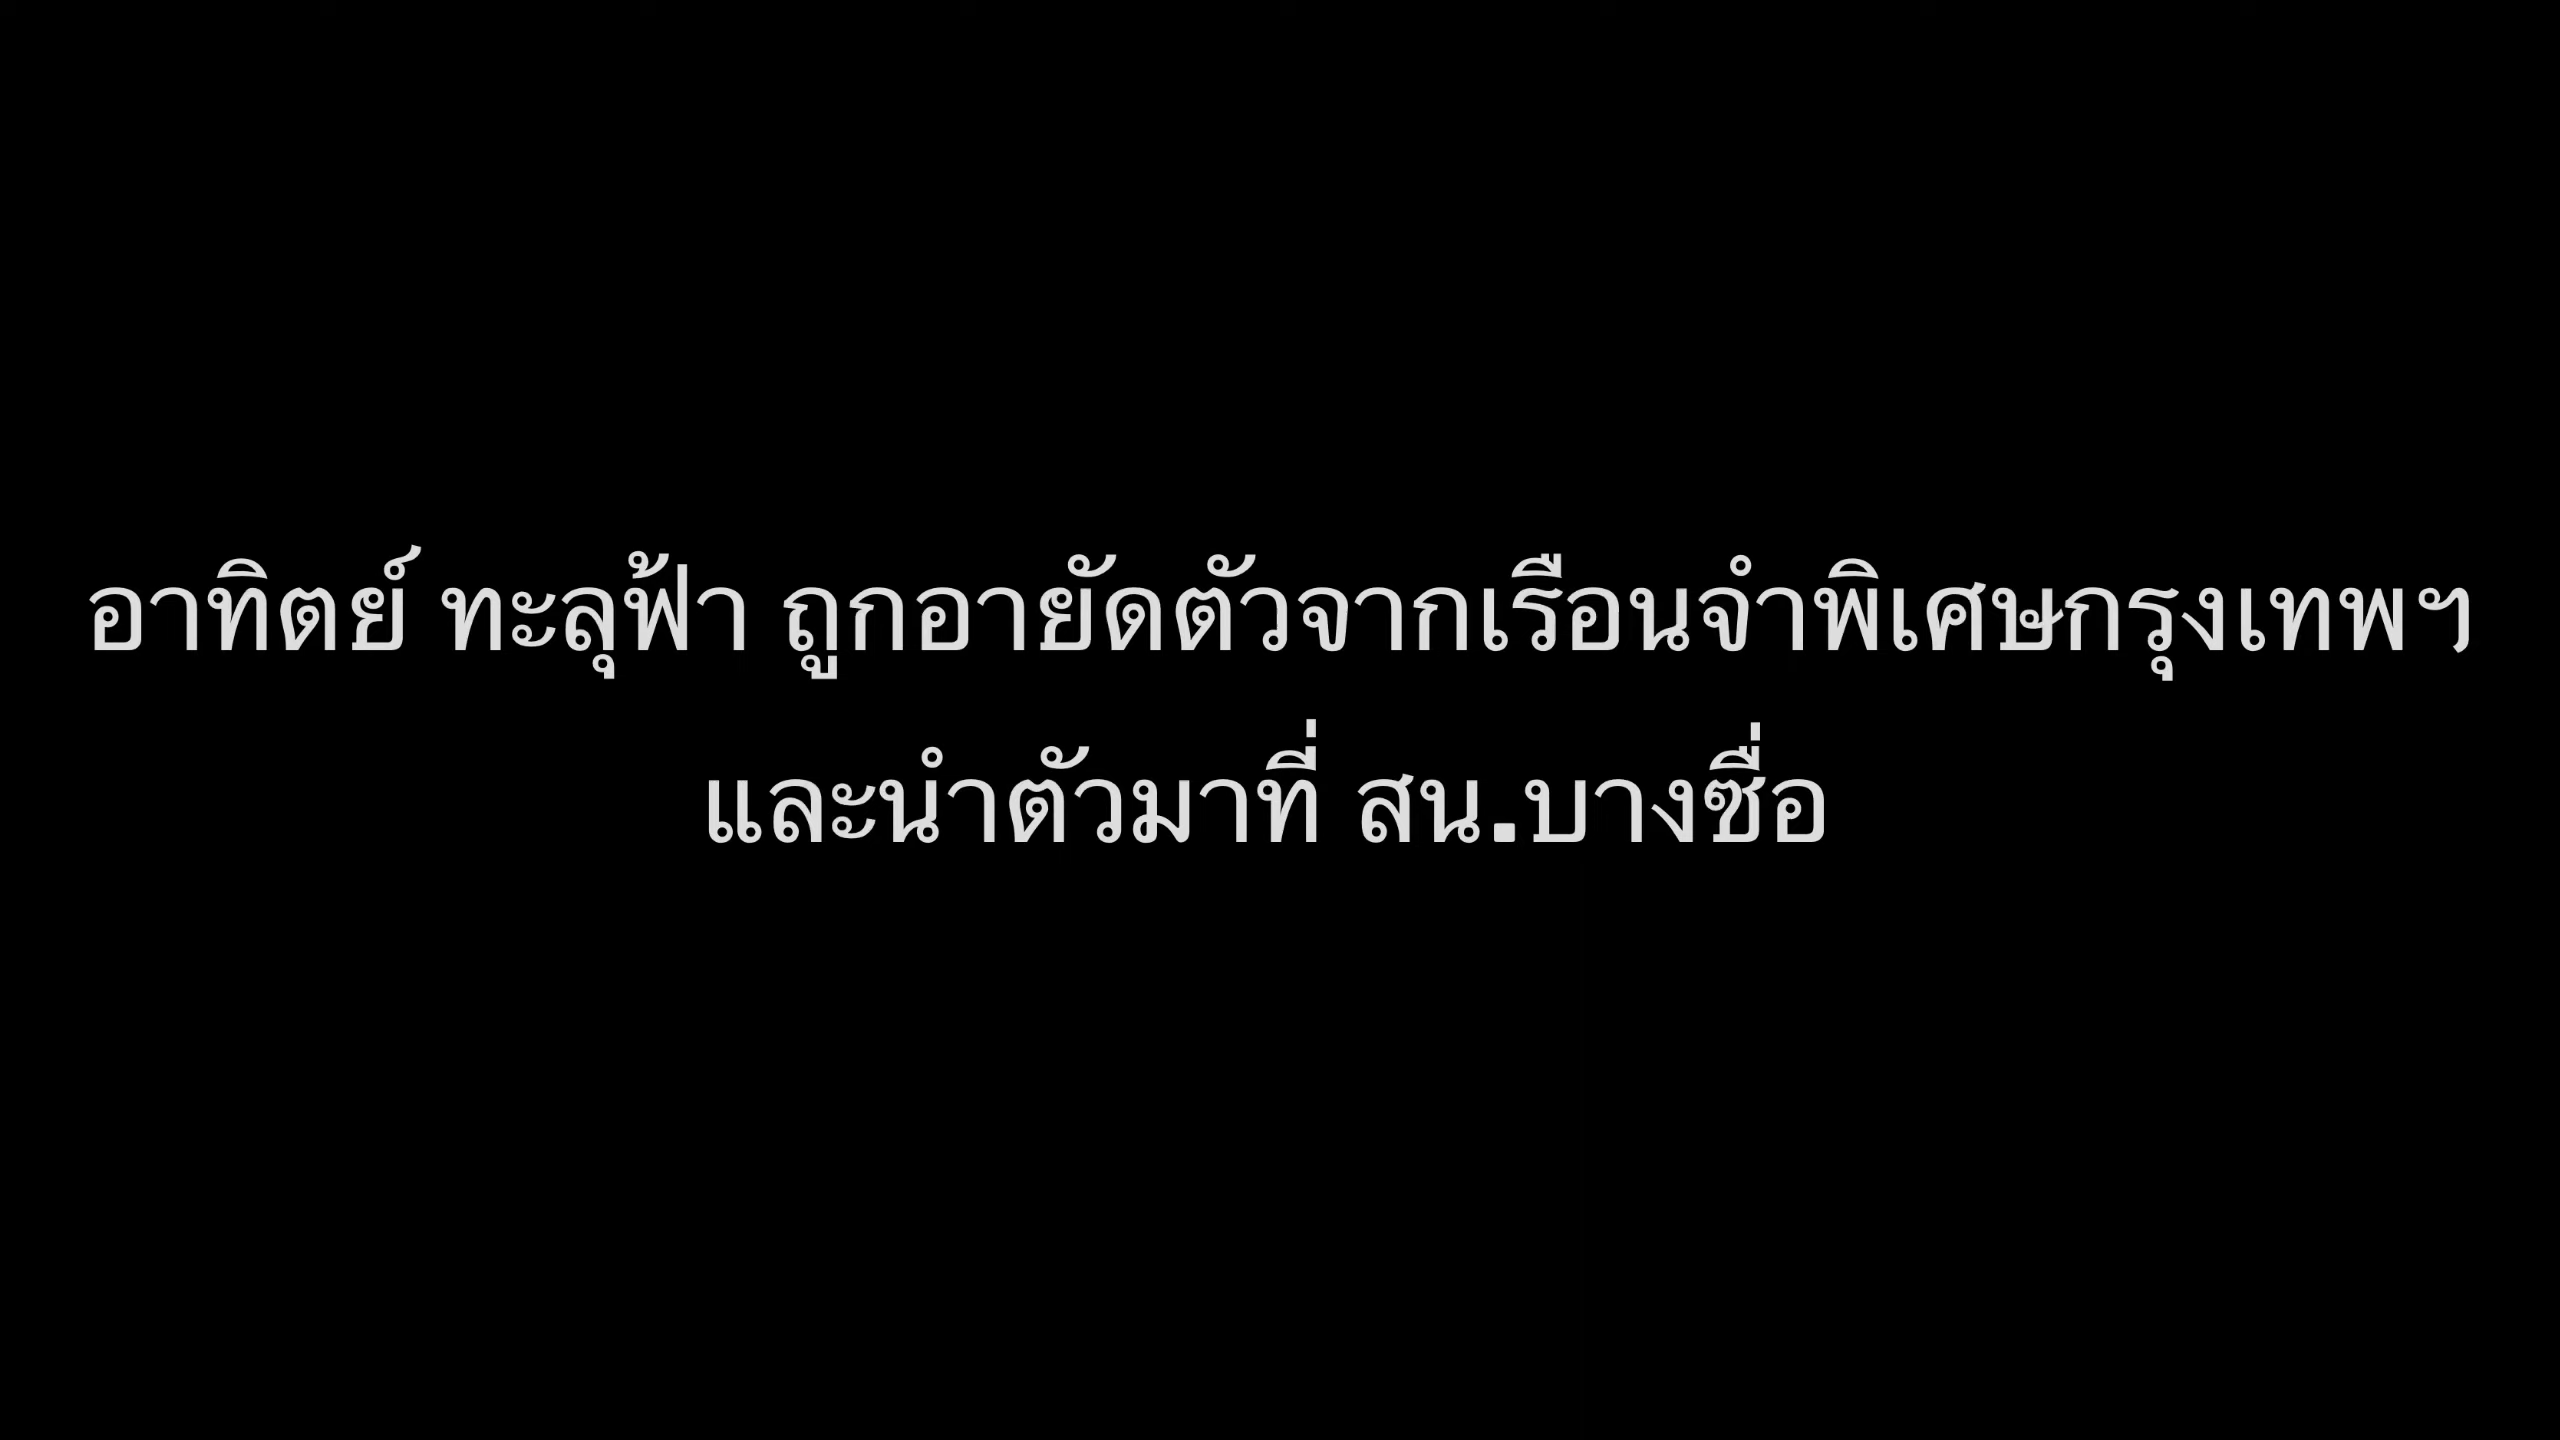 อาทิตย์ ทะลุฟ้า ถูกอายัดตัวจากเรือนจำพิเศษกรุงเทพฯ
และนำตัวมาที่ สน.บางซื่อ